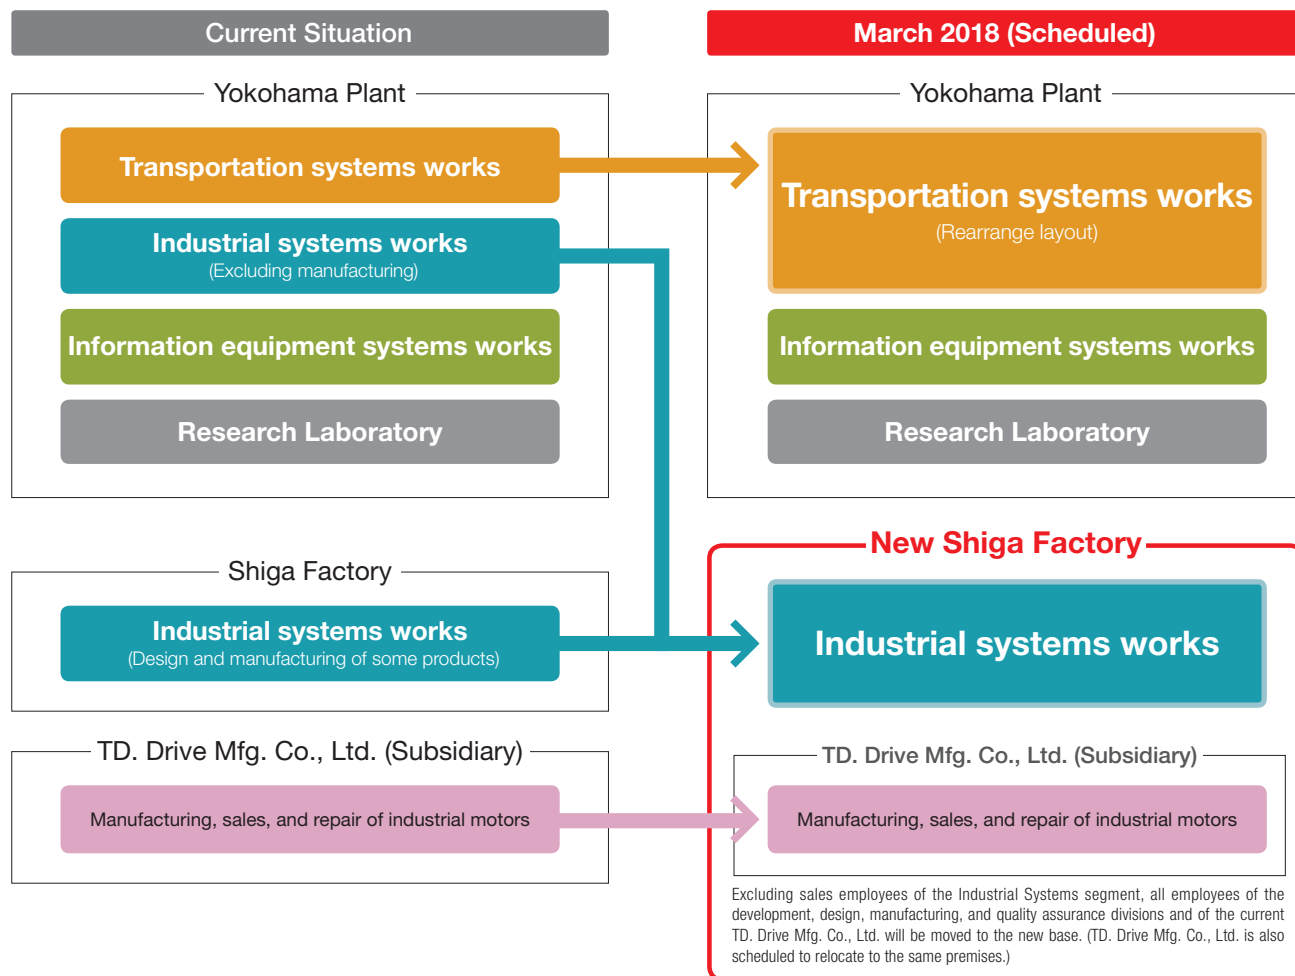 Current Situation
Yokohama Plant
Transportation systems works
Industrial systems works
(Excluding manufacturing)
Information equipment systems works
Research Laboratory
Shiga Factory
Industrial systems works
(Design and manufacturing of some products)
TD. Drive Mfg. Co., Ltd. (Subsidiary)
Manufacturing, sales, and repair of industrial motors
March 2018 (Scheduled)
Yokohama Plant
Transportation systems works
(Rearrange layout)
Information equipment systems works
Research Laboratory
New Shiga Factory
Industrial systems works
TD. Drive Mfg. Co., Ltd. (Subsidiary)
Manufacturing, sales, and repair of industrial motors
Excluding sales employees of the Industrial Systems segment, all employees of the
development, design, manufacturing, and quality assurance divisions and of the current
TD. Drive Mfg. Co., Ltd. will be moved to the new base. (TD. Drive Mfg. Co., Ltd. is also
scheduled to relocate to the same premises.)